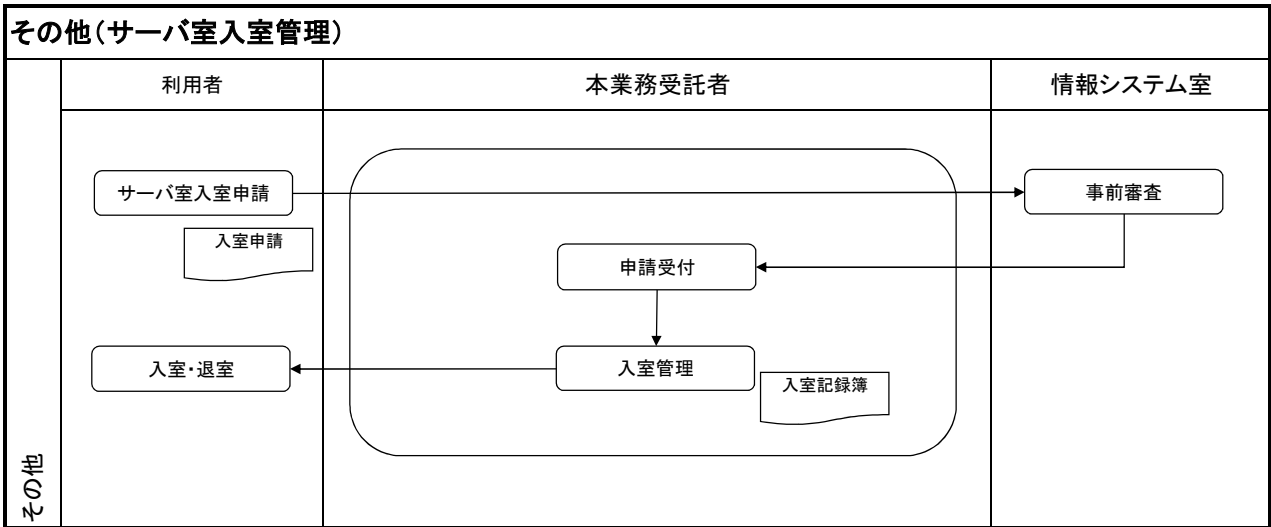 その他(サーバ室入室管理)
利用者
本業務受託者
情報システム室
サーバ室入室申請
事前審査
入室申請
申請受付
入室・退室
入室管理
入室記録簿
その他